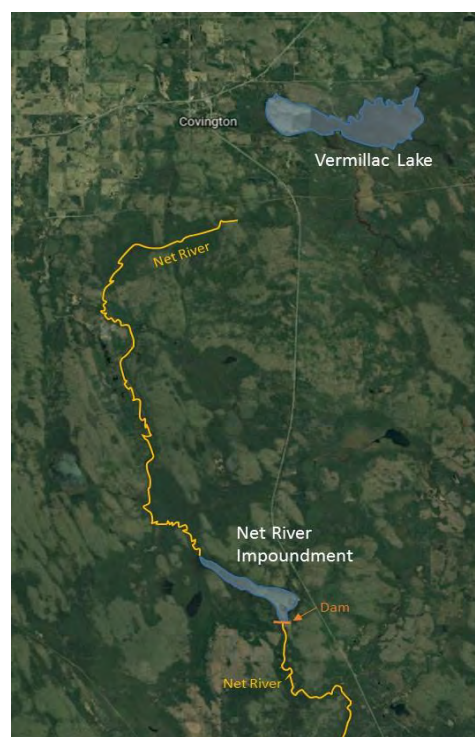 Covington
Vermillac Lake
Net River
Net River
Impoundment
Dam
Net River